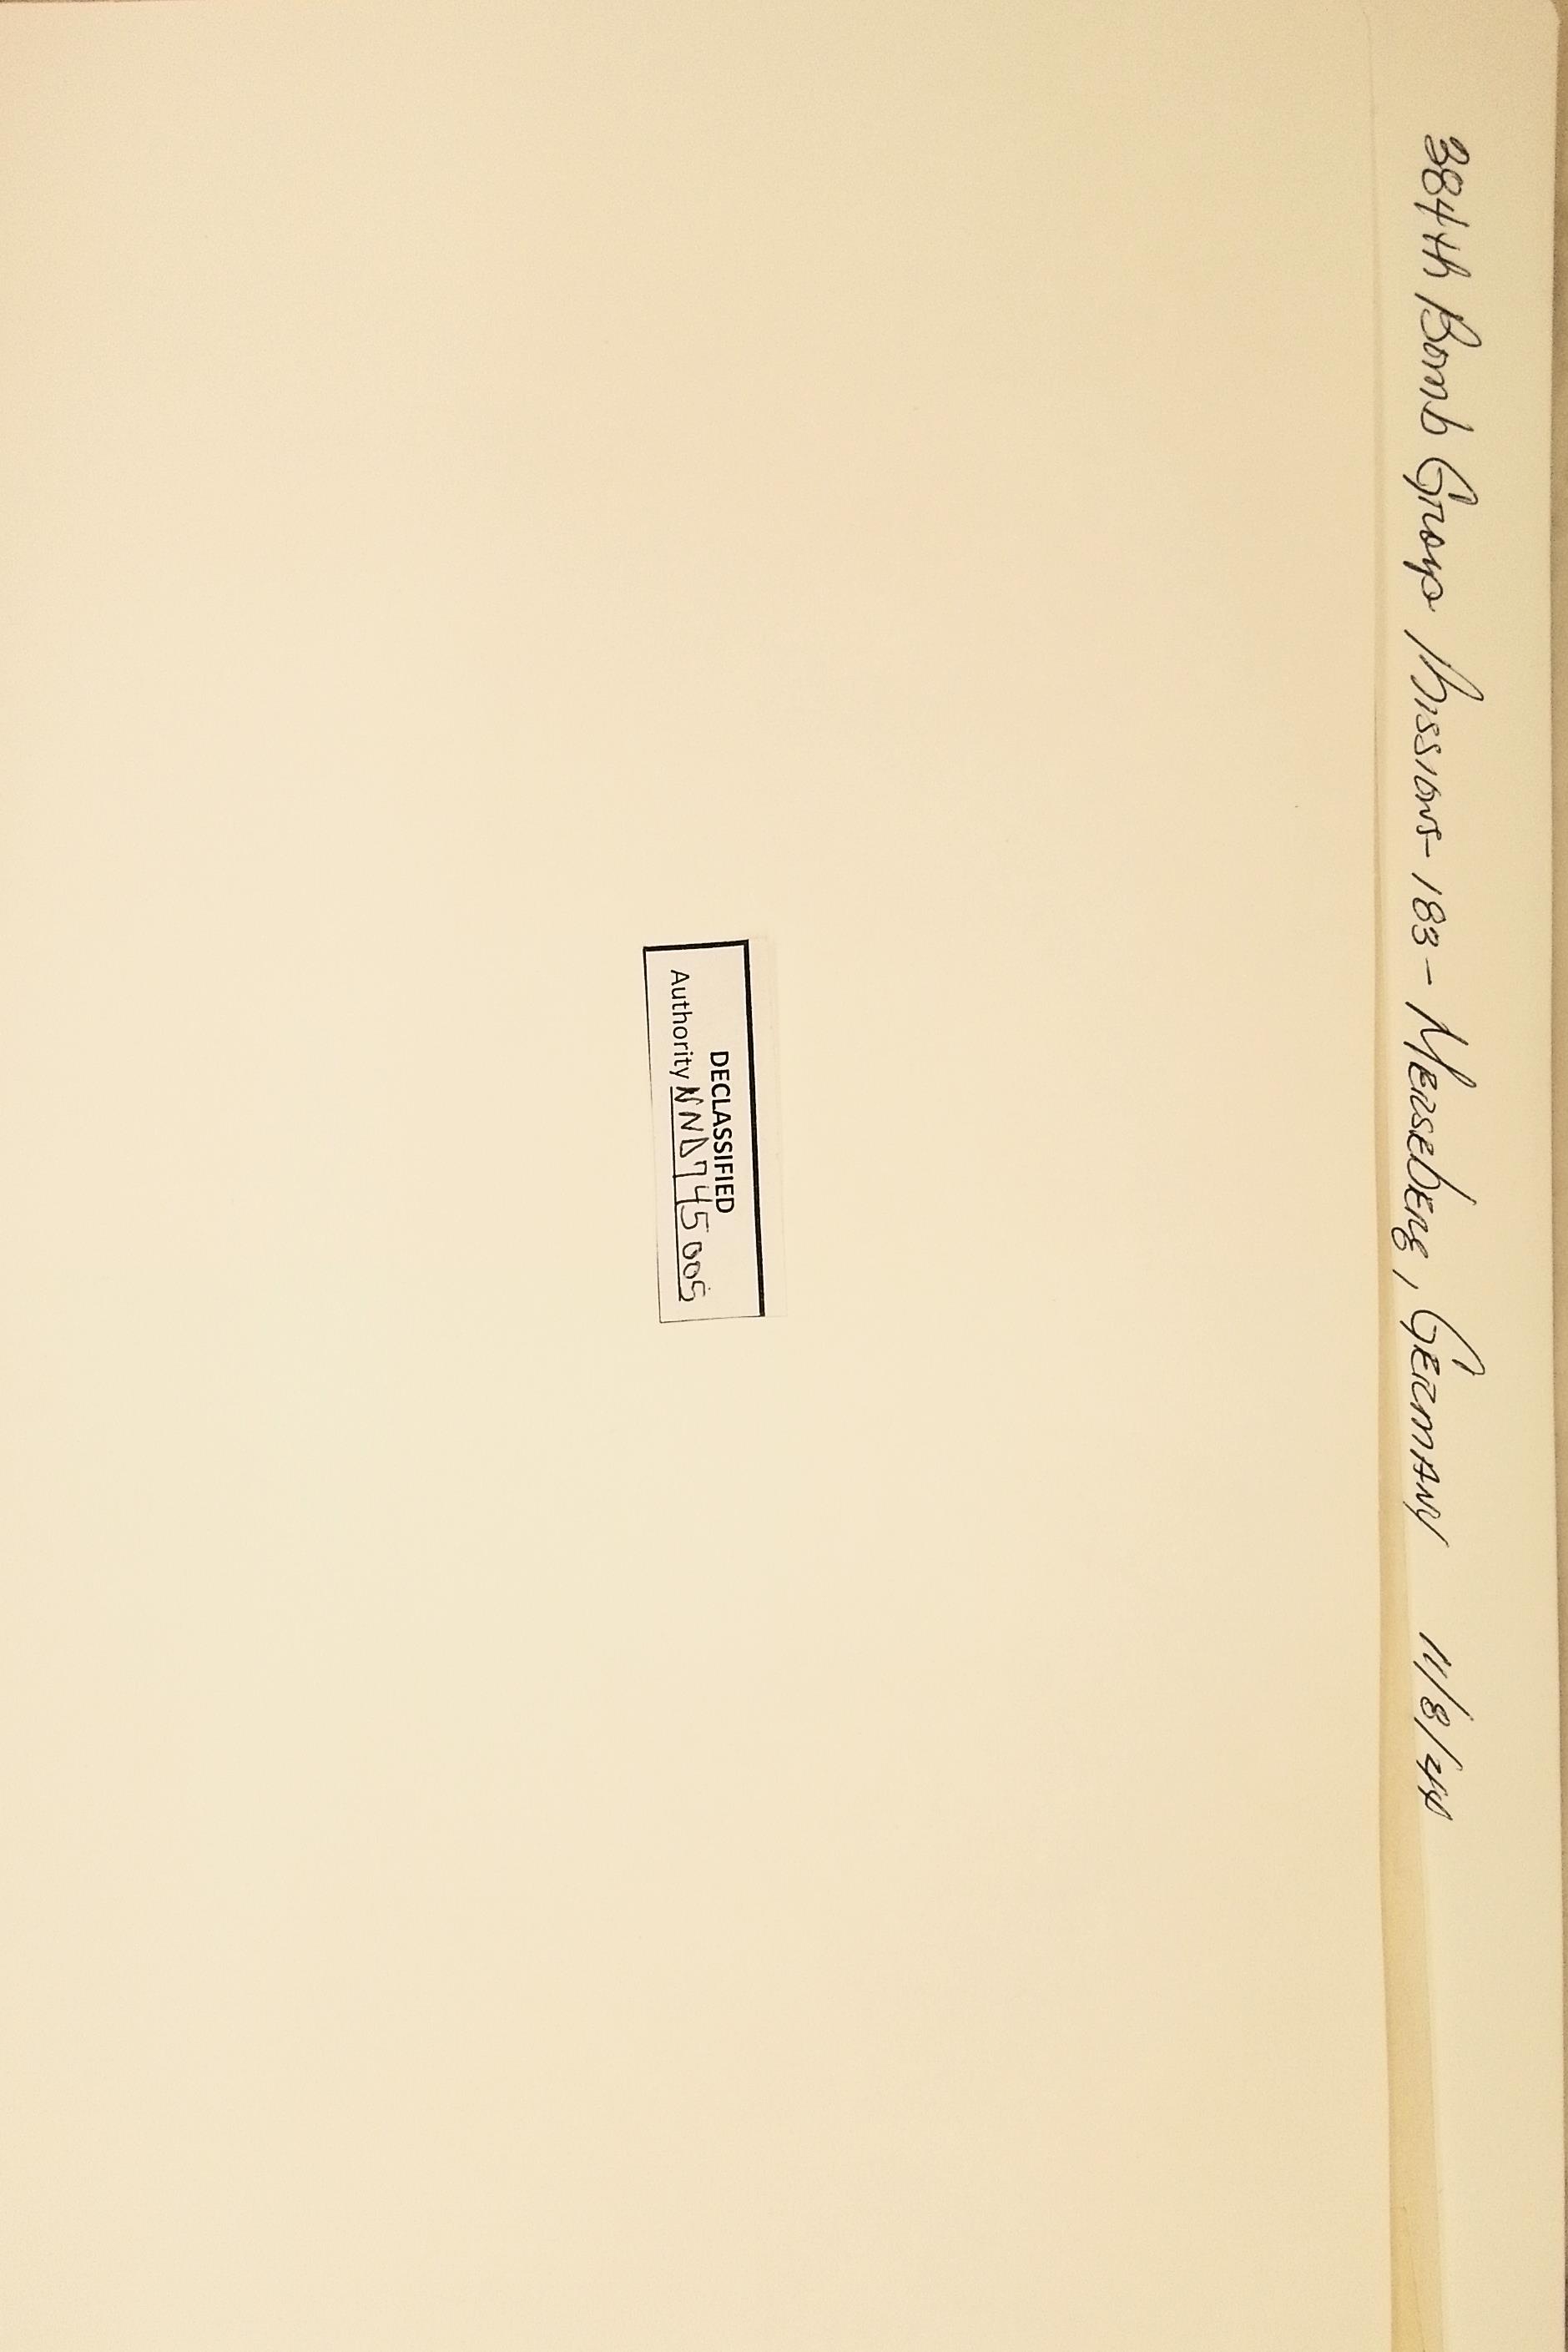 384th Bomb Group Missions - 183 - Merseberg, Germany 11/8/44
DECLASSIFIED
Authority NND745005